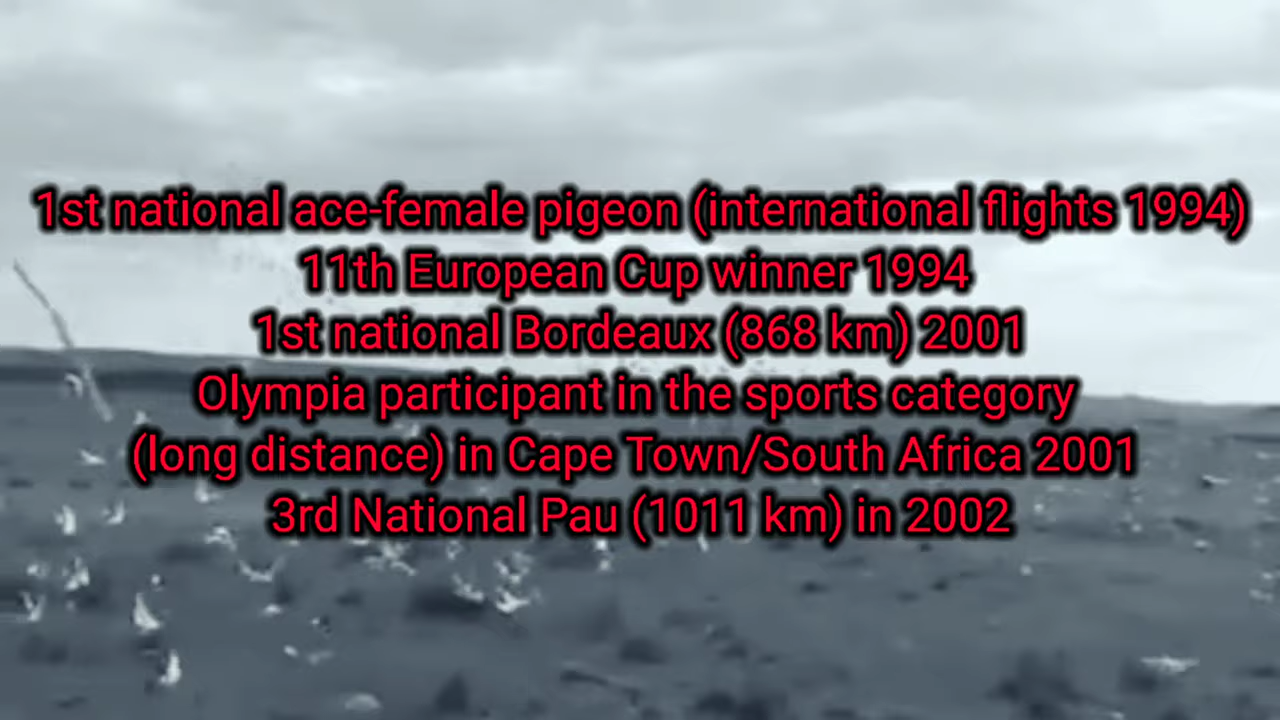 1st national ace-female pigeon (international flights 1994)
11th European Cup winner 1994
1st national Bordeaux (868 km) 2001
Olympia participant in the sports category
(long distance) in Cape Town/South Africa 2001
3rd National Pau (1011 km) in 2002